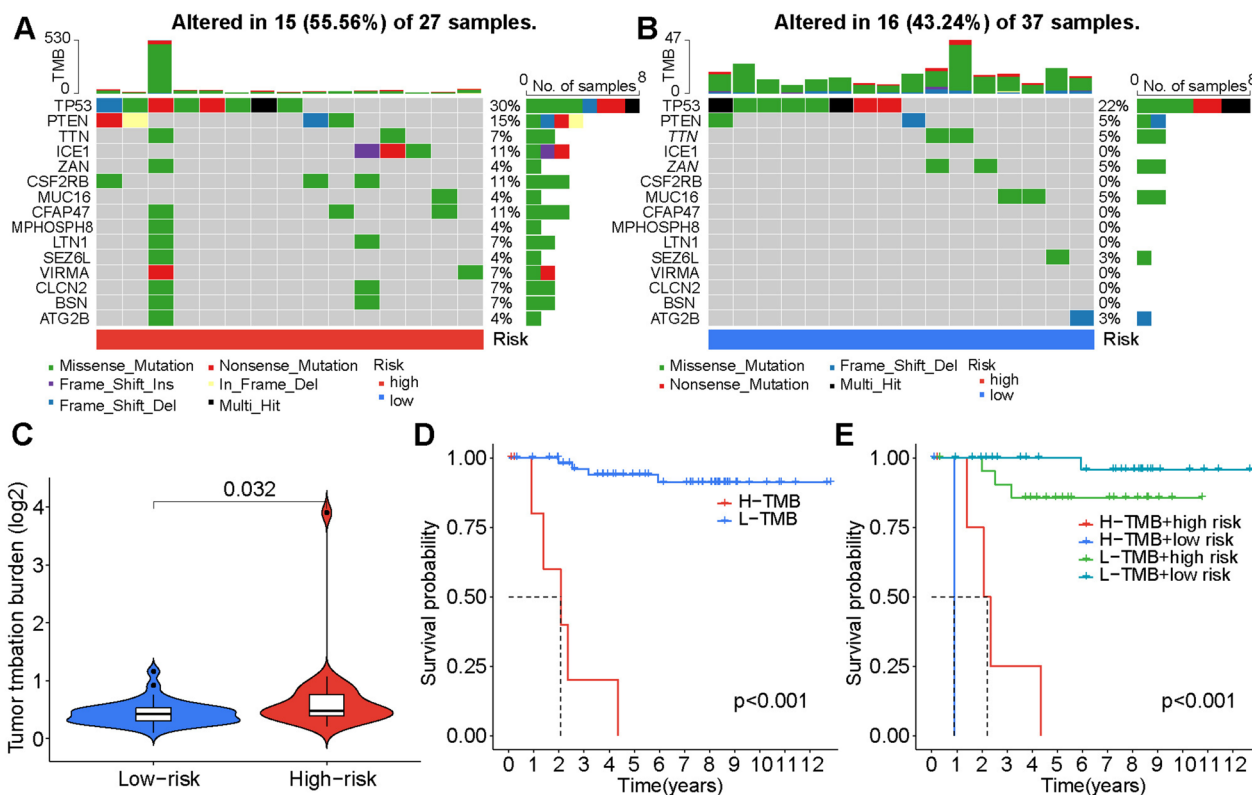 A Altered in 15 (55.56%) of 27 samples.
530
TMB
0
0 8
No. of samples
TP53 30%
PTEN 15%
TTN 7%
ICE1 11%
ZAN 4%
CSF2RB 11%
MUC16 4%
CFAP47 11%
MPHOSPH8 4%
LTN1 7%
SEZ6L 4%
VIRMA 7%
CLCN2 7%
BSN 7%
ATG2B 4%
Risk
Missense_Mutation Nonsense_Mutation Risk
Frame_Shift_Ins In_Frame_Del high
Frame_Shift_Del Multi_Hit low
B Altered in 16 (43.24%) of 37 samples.
47
TMB
0
0 8
No. of samples
TP53 22%
PTEN 5%
TTN 5%
ICE1 0%
ZAN 5%
CSF2RB 0%
MUC16 5%
CFAP47 0%
MPHOSPH8 0%
LTN1 0%
SEZ6L 3%
VIRMA 0%
CLCN2 0%
BSN 0%
ATG2B 3%
Risk
Missense_Mutation Frame_Shift_Del Risk
Nonsense_Mutation Multi_Hit high
low
C
Tumor tmbation burden (log2)
4
3
2
1
0
0.032
Low-risk High-risk
D
Survival probability
1.00
0.75
0.50
0.25
0.00
H-TMB
L-TMB
p<0.001
0 1 2 3 4 5 6 7 8 9 10 11 12
Time(years)
E
Survival probability
1.00
0.75
0.50
0.25
0.00
H-TMB+high risk
H-TMB+low risk
L-TMB+high risk
L-TMB+low risk
p<0.001
0 1 2 3 4 5 6 7 8 9 10 11 12
Time(years)